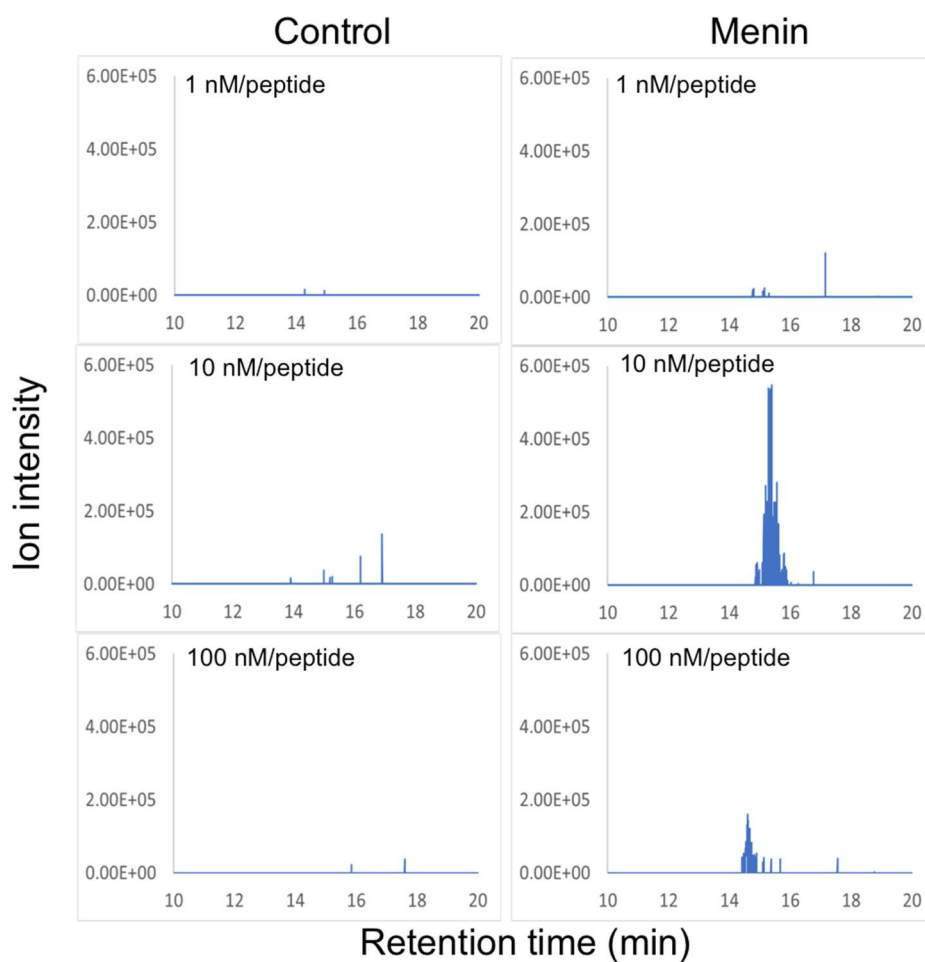 Control
Menin
Ion intensity
1 nM/peptide
6.00E+05
4.00E+05
2.00E+05
0.00E+00
10 12 14 16 18 20
1 nM/peptide
6.00E+05
4.00E+05
2.00E+05
0.00E+00
10 12 14 16 18 20
10 nM/peptide
6.00E+05
4.00E+05
2.00E+05
0.00E+00
10 12 14 16 18 20
10 nM/peptide
6.00E+05
4.00E+05
2.00E+05
0.00E+00
10 12 14 16 18 20
100 nM/peptide
6.00E+05
4.00E+05
2.00E+05
0.00E+00
10 12 14 16 18 20
100 nM/peptide
6.00E+05
4.00E+05
2.00E+05
0.00E+00
10 12 14 16 18 20
Retention time (min)